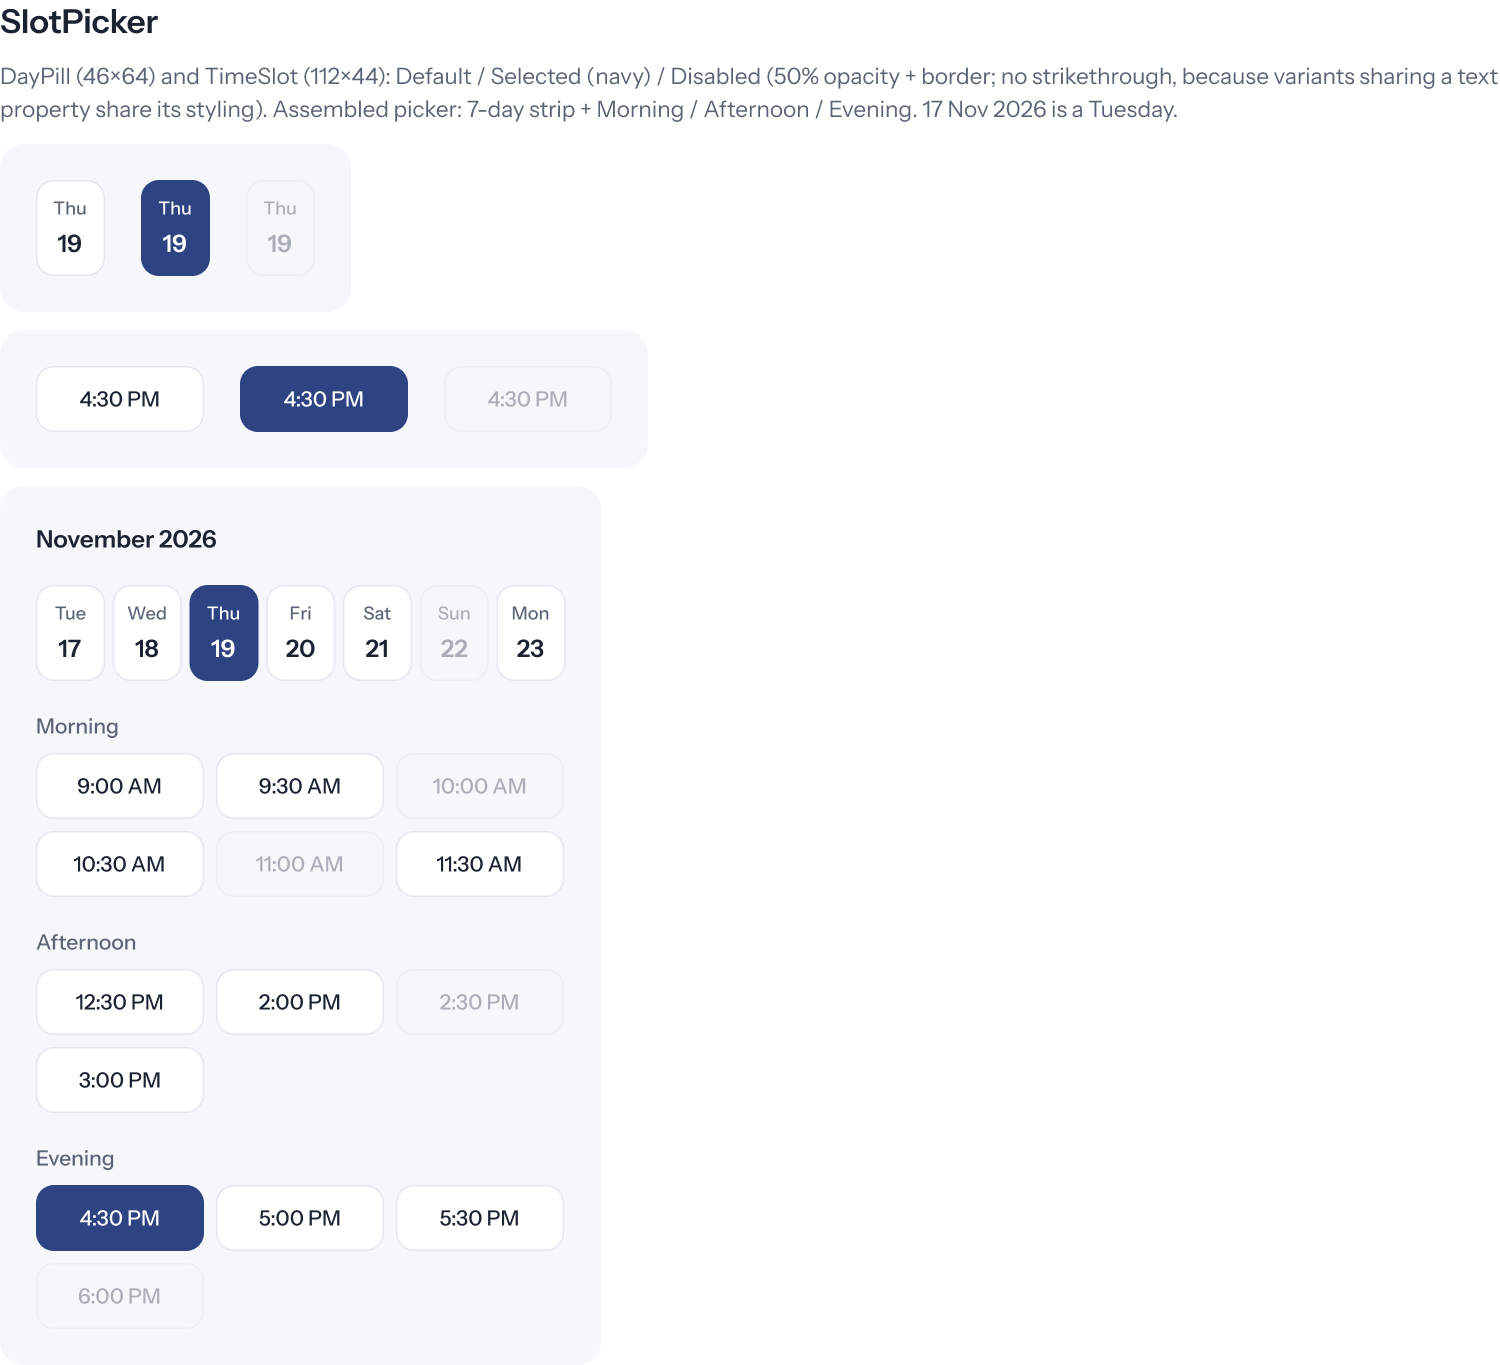 SlotPicker
DayPill (46×64) and TimeSlot (112×44): Default / Selected (navy) / Disabled (50% opacity + border; no strikethrough, because variants sharing a text
property share its styling). Assembled picker: 7-day strip + Morning / Afternoon / Evening. 17 Nov 2026 is a Tuesday.
Thu Thu Thu
19 19 19
4:30 PM 4:30 PM 4:30 PM
November 2026
Tue Wed Thu Fri Sat Sun Mon
17 18 19 20 21 22 23
Morning
9:00 AM 9:30 AM 10:00 AM
10:30 AM 11:00 AM 11:30 AM
Afternoon
12:30 PM 2:00 PM 2:30 PM
3:00 PM
Evening
4:30 PM 5:00 PM 5:30 PM
6:00 PM